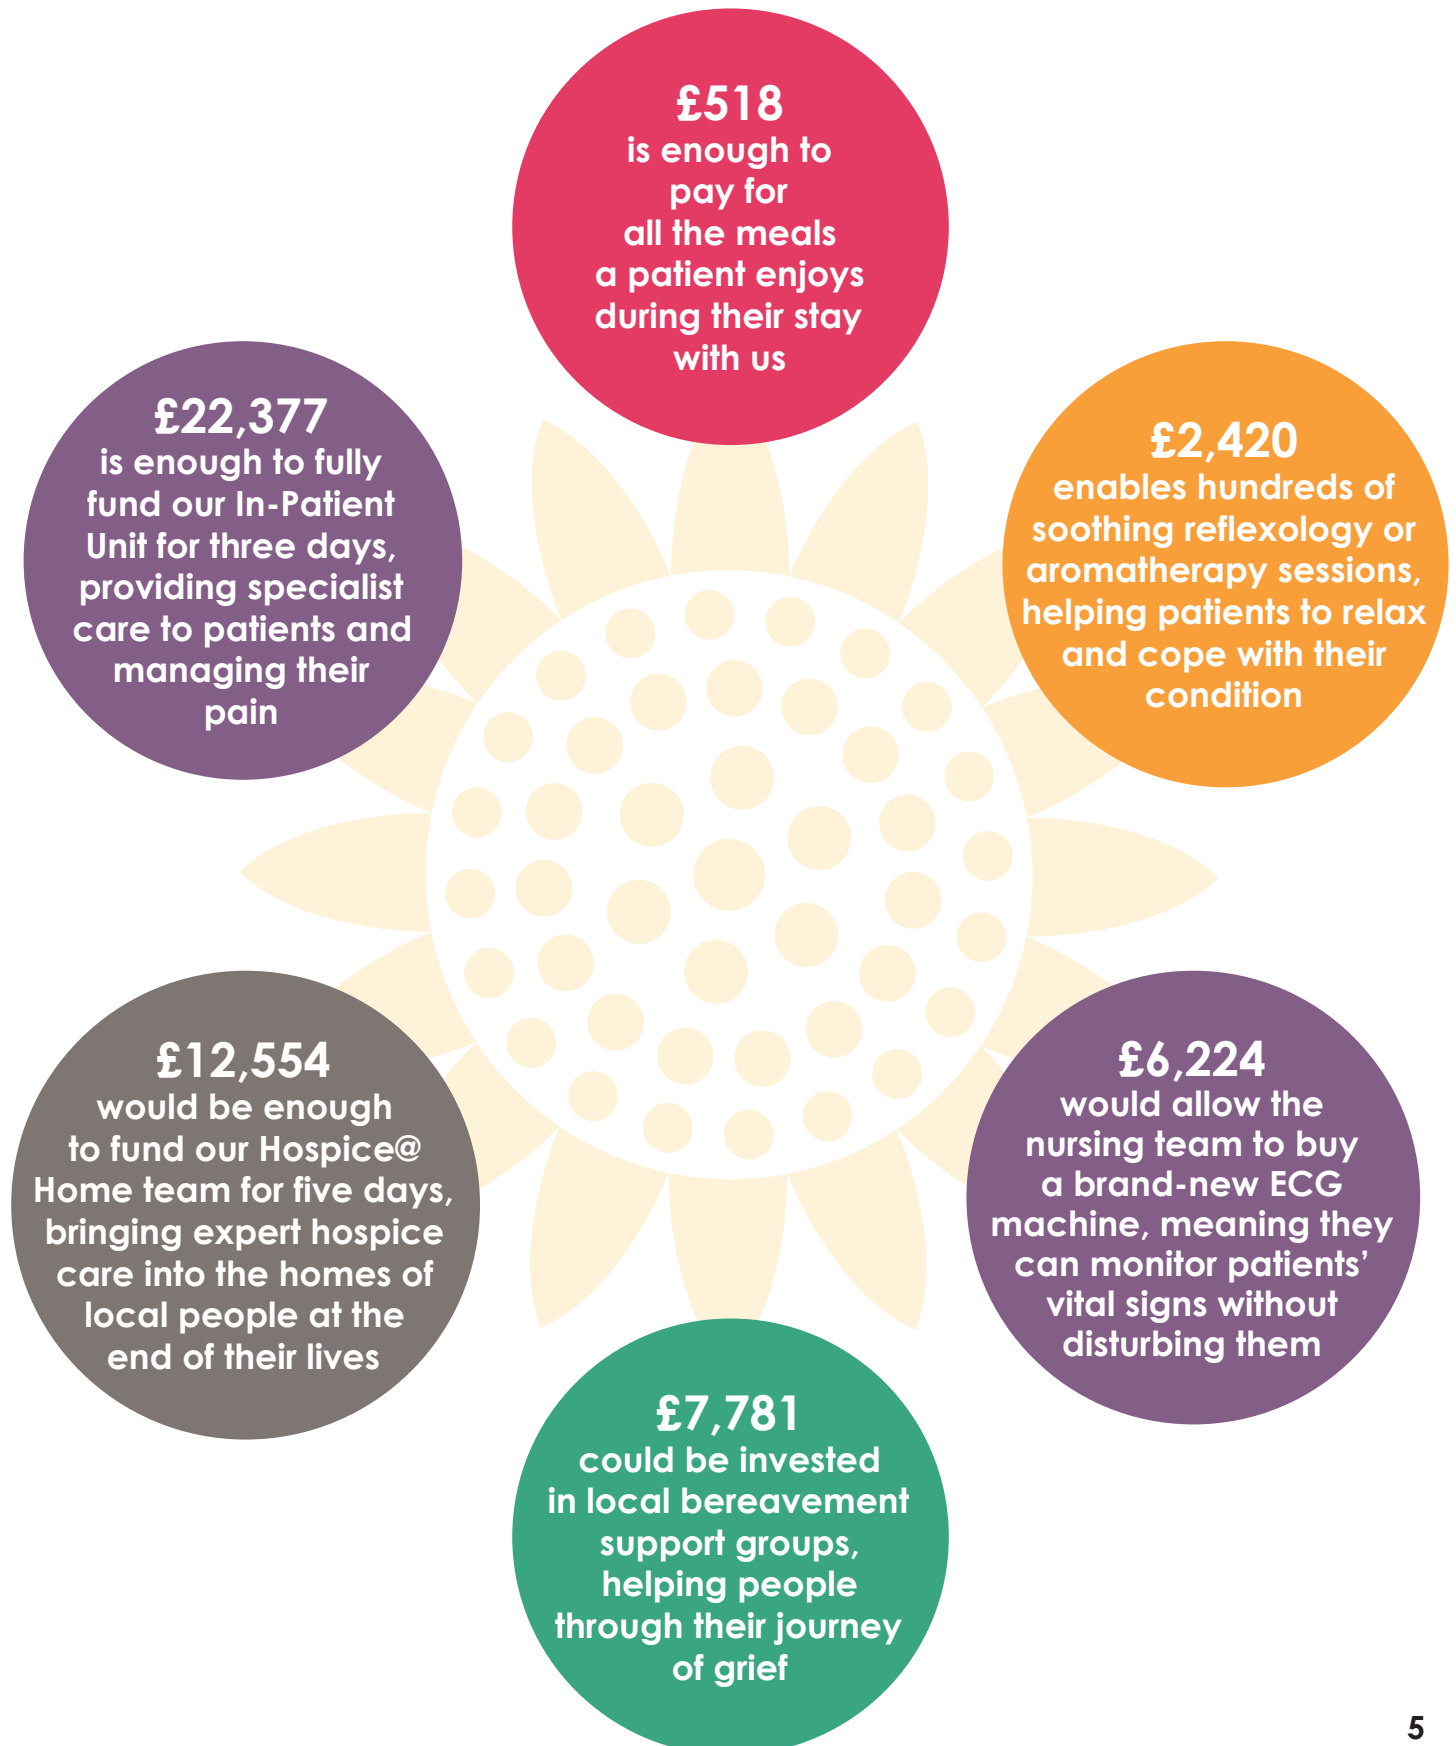 £518
is enough to
pay for
all the meals
a patient enjoys
during their stay
with us
£22,377
is enough to fully
fund our In-Patient
Unit for three days,
providing specialist
care to patients and
managing their
pain
£2,420
enables hundreds of
soothing reflexology or
aromatherapy sessions,
helping patients to relax
and cope with their
condition
£12,554
would be enough
to fund our Hospice@
Home team for five days,
bringing expert hospice
care into the homes of
local people at the
end of their lives
£6,224
would allow the
nursing team to buy
a brand-new ECG
machine, meaning they
can monitor patients’
vital signs without
disturbing them
£7,781
could be invested
in local bereavement
support groups,
helping people
through their journey
of grief
5